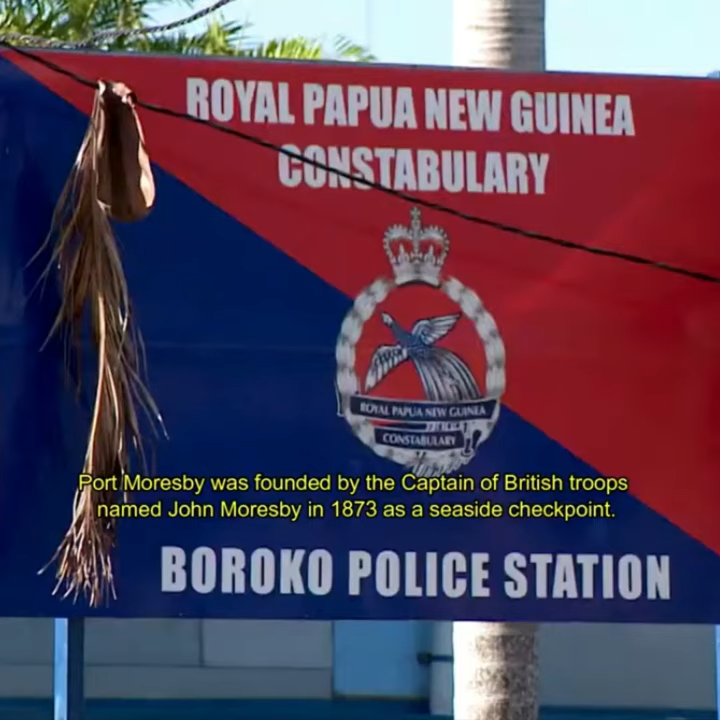 ROYAL PAPUA NEW GUINEA
CONSTABULARY
ROYAL PAPUA NEW GUINEA
CONSTABULARY
Port Moresby was founded by the Captain of British troops
named John Moresby in 1873 as a seaside checkpoint.
BOROKO POLICE STATION